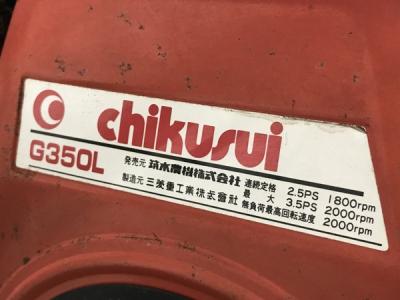 chikusui
G350L
発売元 筑水農機株式会社
製造元 三菱重工業株式會社
連続定格 2.5PS 1800rpm
最大 3.5PS 2000rpm
無負荷最高回転速度 2000rpm